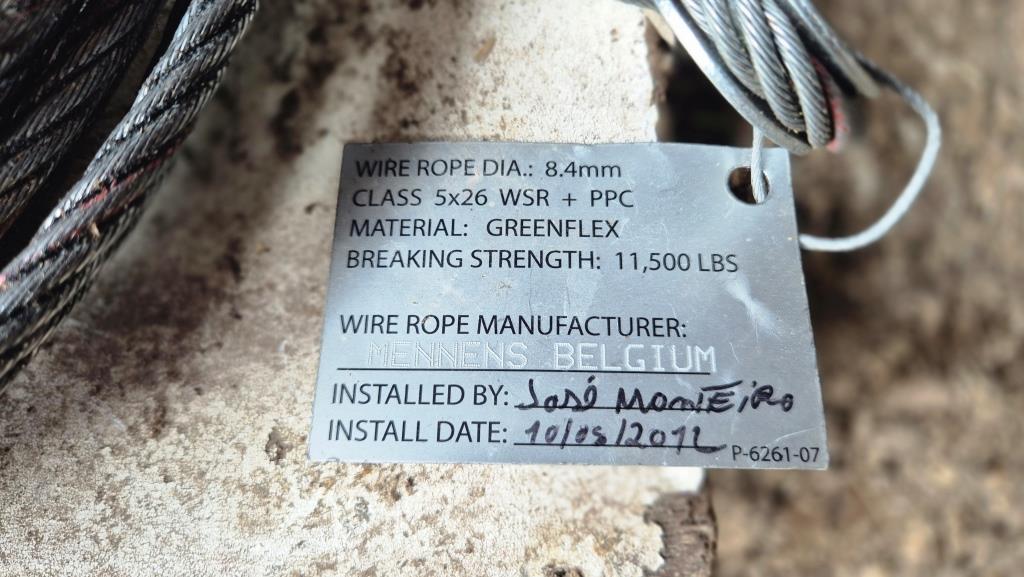 WIRE ROPE DIA.: 8.4mm
CLASS 5x26 WSR + PPC
MATERIAL: GREENFLEX
BREAKING STRENGTH: 11,500 LBS
WIRE ROPE MANUFACTURER:
MENNENS BELGIUM
INSTALLED BY: José MONTEiRO
INSTALL DATE: 10/05/2012
P-6261-07